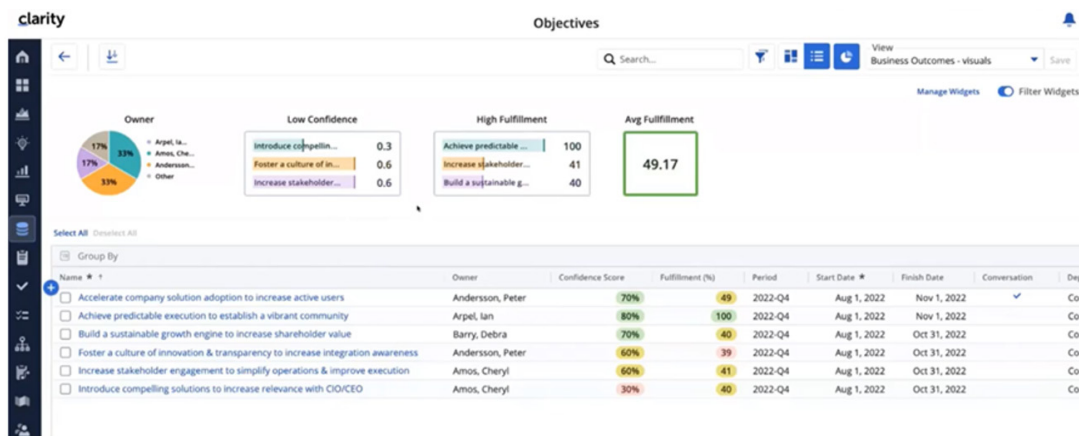 clarity
Objectives
Search...
View
Business Outcomes - visuals
Save
Manage Widgets
Filter Widgets
Owner
17%
33%
17%
33%
Arpel, Ia...
Amos, Che...
Andersson...
Other
Low Confidence
Introduce compellin... 0.3
Foster a culture of in... 0.6
Increase stakeholder... 0.6
High Fulfillment
Achieve predictable ... 100
Increase stakeholder... 41
Build a sustainable g... 40
Avg Fullfillment
49.17
Select All Deselect All
Group By
Name Owner Confidence Score Fulfillment (%) Period Start Date Finish Date Conversation Dep
Accelerate company solution adoption to increase active users Andersson, Peter 70% 49 2022-Q4 Aug 1, 2022 Nov 1, 2022 Co
Achieve predictable execution to establish a vibrant community Arpel, Ian 80% 100 2022-Q4 Aug 1, 2022 Nov 1, 2022 Co
Build a sustainable growth engine to increase shareholder value Barry, Debra 70% 40 2022-Q4 Aug 1, 2022 Oct 31, 2022 Co
Foster a culture of innovation & transparency to increase integration awareness Andersson, Peter 60% 39 2022-Q4 Aug 1, 2022 Oct 31, 2022 Co
Increase stakeholder engagement to simplify operations & improve execution Amos, Cheryl 60% 41 2022-Q4 Aug 1, 2022 Oct 31, 2022 Co
Introduce compelling solutions to increase relevance with CIO/CEO Amos, Cheryl 30% 40 2022-Q4 Aug 1, 2022 Oct 31, 2022 Co